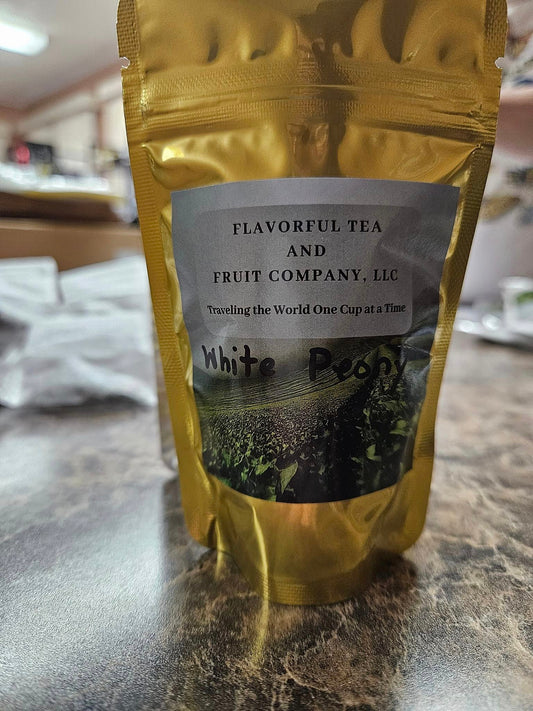 FLAVORFUL TEA
AND
FRUIT COMPANY, LLC
Traveling the World One Cup at a Time
White Peony